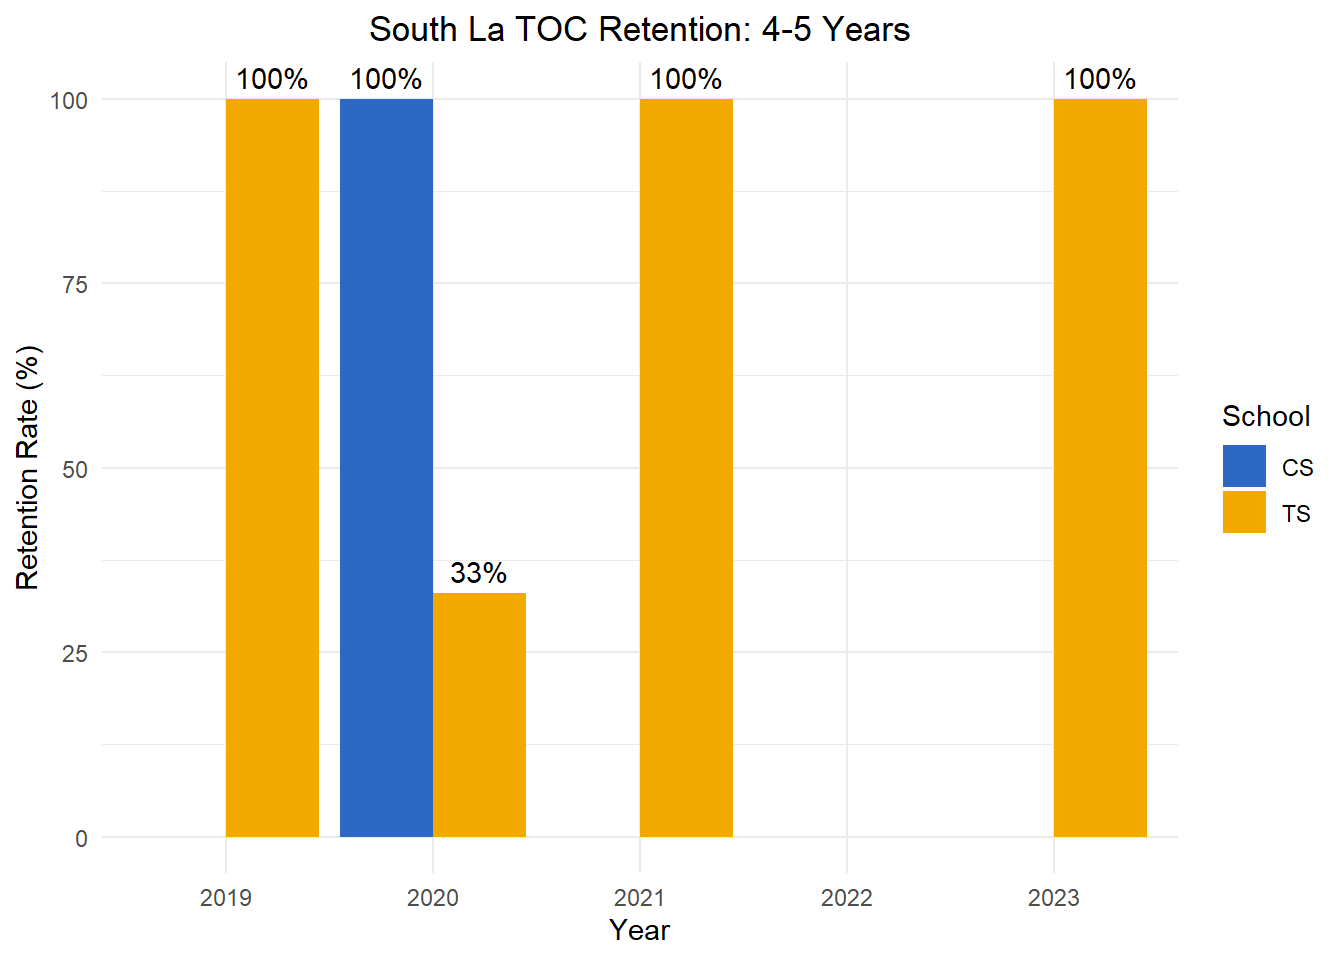 South La TOC Retention: 4-5 Years
100%
100%
100%
100%
33%
100
75
50
25
0
Retention Rate (%)
2019
2020
2021
2022
2023
Year
School
CS
TS